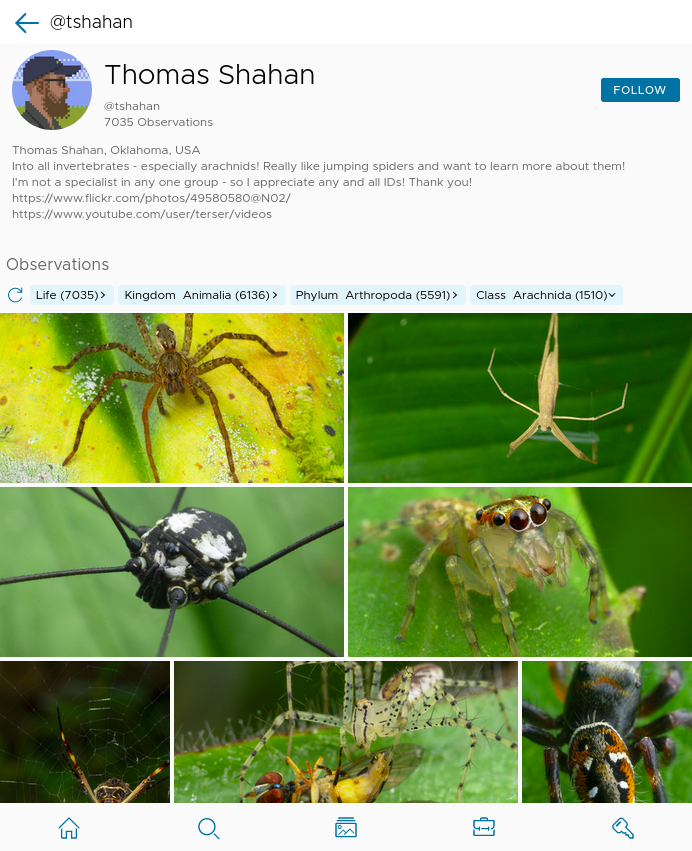 @tshahan
Thomas Shahan
@tshahan
7035 Observations
FOLLOW
Thomas Shahan, Oklahoma, USA
Into all invertebrates - especially arachnids! Really like jumping spiders and want to learn more about them!
I'm not a specialist in any one group - so I appreciate any and all IDs! Thank you!
https://www.flickr.com/photos/49580580@N02/
https://www.youtube.com/user/terser/videos
Observations
Life (7035) Kingdom Animalia (6136) Phylum Arthropoda (5591) Class Arachnida (1510)